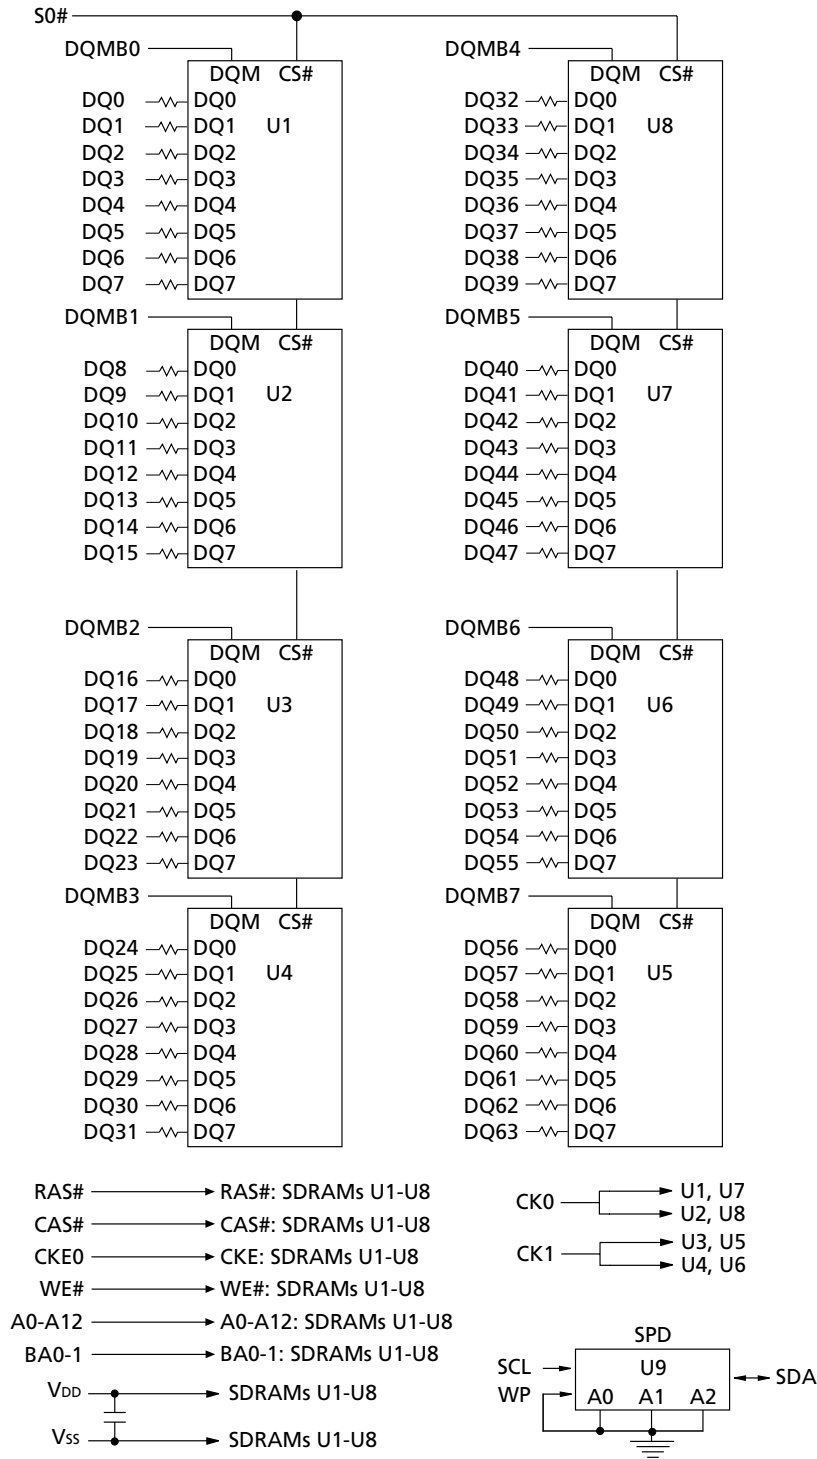 S0#
DQMB0
DQM CS#
DQ0 DQ0
DQ1 DQ1 U1
DQ2 DQ2
DQ3 DQ3
DQ4 DQ4
DQ5 DQ5
DQ6 DQ6
DQ7 DQ7
DQMB1
DQM CS#
DQ8 DQ0
DQ9 DQ1 U2
DQ10 DQ2
DQ11 DQ3
DQ12 DQ4
DQ13 DQ5
DQ14 DQ6
DQ15 DQ7
DQMB2
DQM CS#
DQ16 DQ0
DQ17 DQ1 U3
DQ18 DQ2
DQ19 DQ3
DQ20 DQ4
DQ21 DQ5
DQ22 DQ6
DQ23 DQ7
DQMB3
DQM CS#
DQ24 DQ0
DQ25 DQ1 U4
DQ26 DQ2
DQ27 DQ3
DQ28 DQ4
DQ29 DQ5
DQ30 DQ6
DQ31 DQ7
DQMB4
DQM CS#
DQ32 DQ0
DQ33 DQ1 U8
DQ34 DQ2
DQ35 DQ3
DQ36 DQ4
DQ37 DQ5
DQ38 DQ6
DQ39 DQ7
DQMB5
DQM CS#
DQ40 DQ0
DQ41 DQ1 U7
DQ42 DQ2
DQ43 DQ3
DQ44 DQ4
DQ45 DQ5
DQ46 DQ6
DQ47 DQ7
DQMB6
DQM CS#
DQ48 DQ0
DQ49 DQ1 U6
DQ50 DQ2
DQ51 DQ3
DQ52 DQ4
DQ53 DQ5
DQ54 DQ6
DQ55 DQ7
DQMB7
DQM CS#
DQ56 DQ0
DQ57 DQ1 U5
DQ58 DQ2
DQ59 DQ3
DQ60 DQ4
DQ61 DQ5
DQ62 DQ6
DQ63 DQ7
RAS# RAS#: SDRAMs U1-U8
CAS# CAS#: SDRAMs U1-U8
CKE0 CKE: SDRAMs U1-U8
WE# WE#: SDRAMs U1-U8
A0-A12 A0-A12: SDRAMs U1-U8
BA0-1 BA0-1: SDRAMs U1-U8
VDD SDRAMs U1-U8
Vss SDRAMs U1-U8
CK0
U1, U7
U2, U8
CK1
U3, U5
U4, U6
SPD
SCL U9 SDA
WP A0 A1 A2